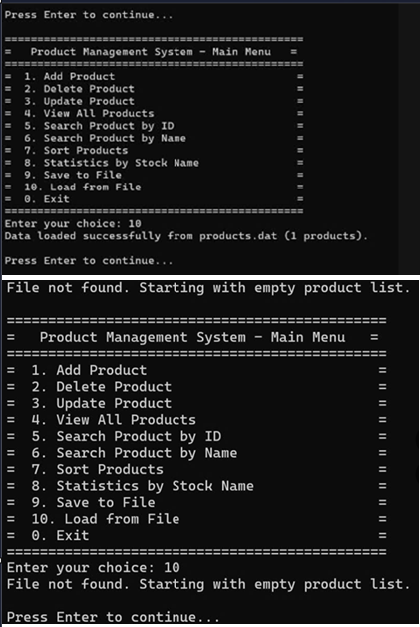 Press Enter to continue...
================================================
=   Product Management System - Main Menu   =
================================================
=  1. Add Product                              =
=  2. Delete Product                           =
=  3. Update Product                           =
=  4. View All Products                        =
=  5. Search Product by ID                     =
=  6. Search Product by Name                   =
=  7. Sort Products                            =
=  8. Statistics by Stock Name                 =
=  9. Save to File                             =
=  10. Load from File                          =
=  0. Exit                                     =
================================================
Enter your choice: 10
Data loaded successfully from products.dat (1 products).
Press Enter to continue...
File not found. Starting with empty product list.
==============================================
=   Product Management System - Main Menu   =
==============================================
=  1. Add Product                            =
=  2. Delete Product                         =
=  3. Update Product                         =
=  4. View All Products                      =
=  5. Search Product by ID                   =
=  6. Search Product by Name                 =
=  7. Sort Products                          =
=  8. Statistics by Stock Name               =
=  9. Save to File                           =
=  10. Load from File                        =
=  0. Exit                                   =
==============================================
Enter your choice: 10
File not found. Starting with empty product list.
Press Enter to continue...